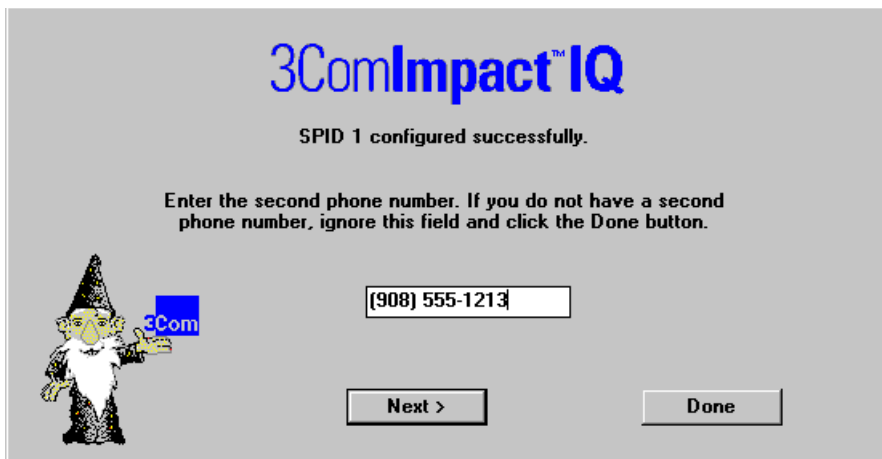 3ComImpact™IQ
SPID 1 configured successfully.
Enter the second phone number. If you do not have a second
phone number, ignore this field and click the Done button.
(908) 555-1213
3Com
Next >
Done